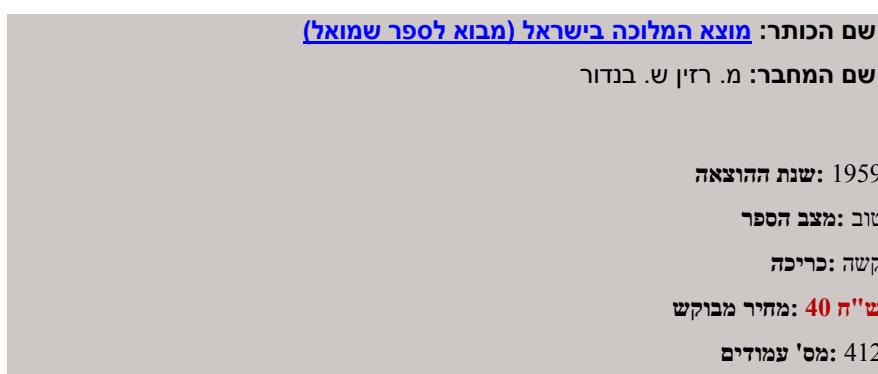 שם הכותר: מוצא המלוכה בישראל (מבוא לספר שמואל)
שם המחבר: מ. רזין ש. בנדור
1959 :שנת ההוצאה
טוב :מצב הספר
קשה :כריכה
ש"ח 40 :מחיר מבוקש
412 :מס' עמודים